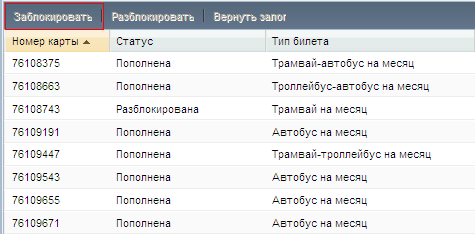 Заблокировать Разблокировать Вернуть залог
Номер карты Статус Тип билета
76108375 Пополнена Трамвай-автобус на месяц
76108663 Пополнена Троллейбус-автобус на месяц
76108743 Разблокирована Трамвай на месяц
76109191 Пополнена Автобус на месяц
76109447 Пополнена Трамвай-троллейбус на месяц
76109543 Пополнена Автобус на месяц
76109655 Пополнена Автобус на месяц
76109671 Пополнена Автобус на месяц